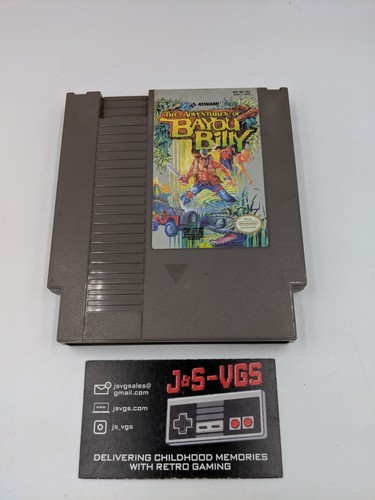 KONAMI
THE ADVENTURES OF
BAYOU
BILLY
jsvgsales@
gmail.com
jsvgs.com
js_vgs
J&S-VGS
DELIVERING CHILDHOOD MEMORIES
WITH RETRO GAMING